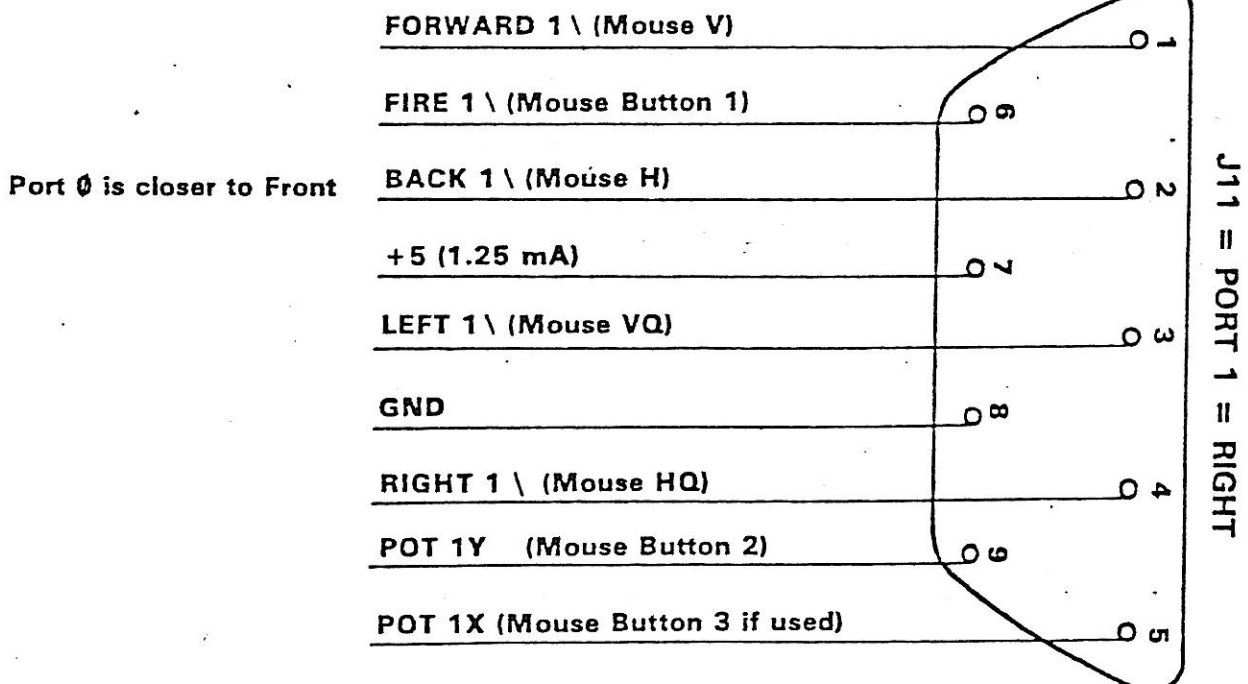 FORWARD 1 \ (Mouse V)
1
FIRE 1 \ (Mouse Button 1)
6
Port Ø is closer to Front
BACK 1 \ (Mouse H)
2
+5 (1.25 mA)
7
LEFT 1 \ (Mouse VQ)
3
GND
8
RIGHT 1 \ (Mouse HQ)
4
POT 1Y (Mouse Button 2)
9
POT 1X (Mouse Button 3 if used)
5
J11 = PORT 1 = RIGHT